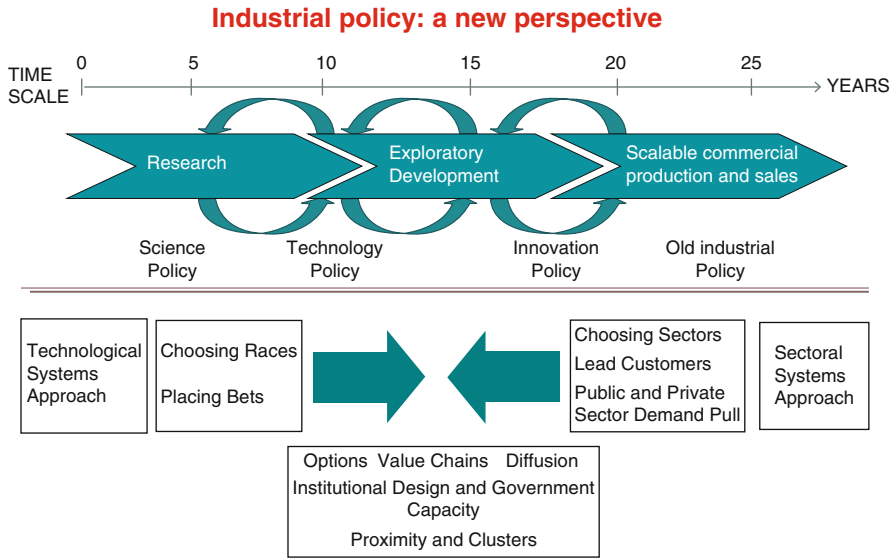 Industrial policy: a new perspective
TIME SCALE
0 5 10 15 20 25
YEARS
Research
Exploratory
Development
Scalable commercial
production and sales
Science
Policy
Technology
Policy
Innovation
Policy
Old industrial
Policy
Technological
Systems
Approach
Choosing Races
Placing Bets
Choosing Sectors
Lead Customers
Public and Private
Sector Demand Pull
Sectoral
Systems
Approach
Options Value Chains Diffusion
Institutional Design and Government
Capacity
Proximity and Clusters